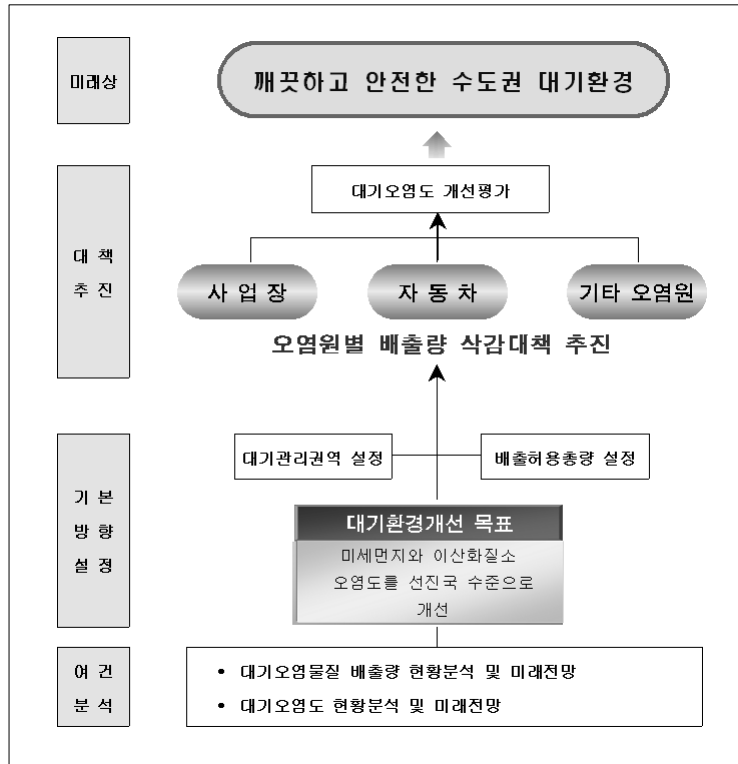 미래상
깨끗하고 안전한 수도권 대기환경
대기오염도 개선평가
대 책
추 진
사 업 장
자 동 차
기타 오염원
오염원별 배출량 삭감대책 추진
대기관리권역 설정
배출허용총량 설정
기 본
방 향
설 정
대기환경개선 목표
미세먼지와 이산화질소
오염도를 선진국 수준으로
개선
여 건
분 석
• 대기오염물질 배출량 현황분석 및 미래전망
• 대기오염도 현황분석 및 미래전망